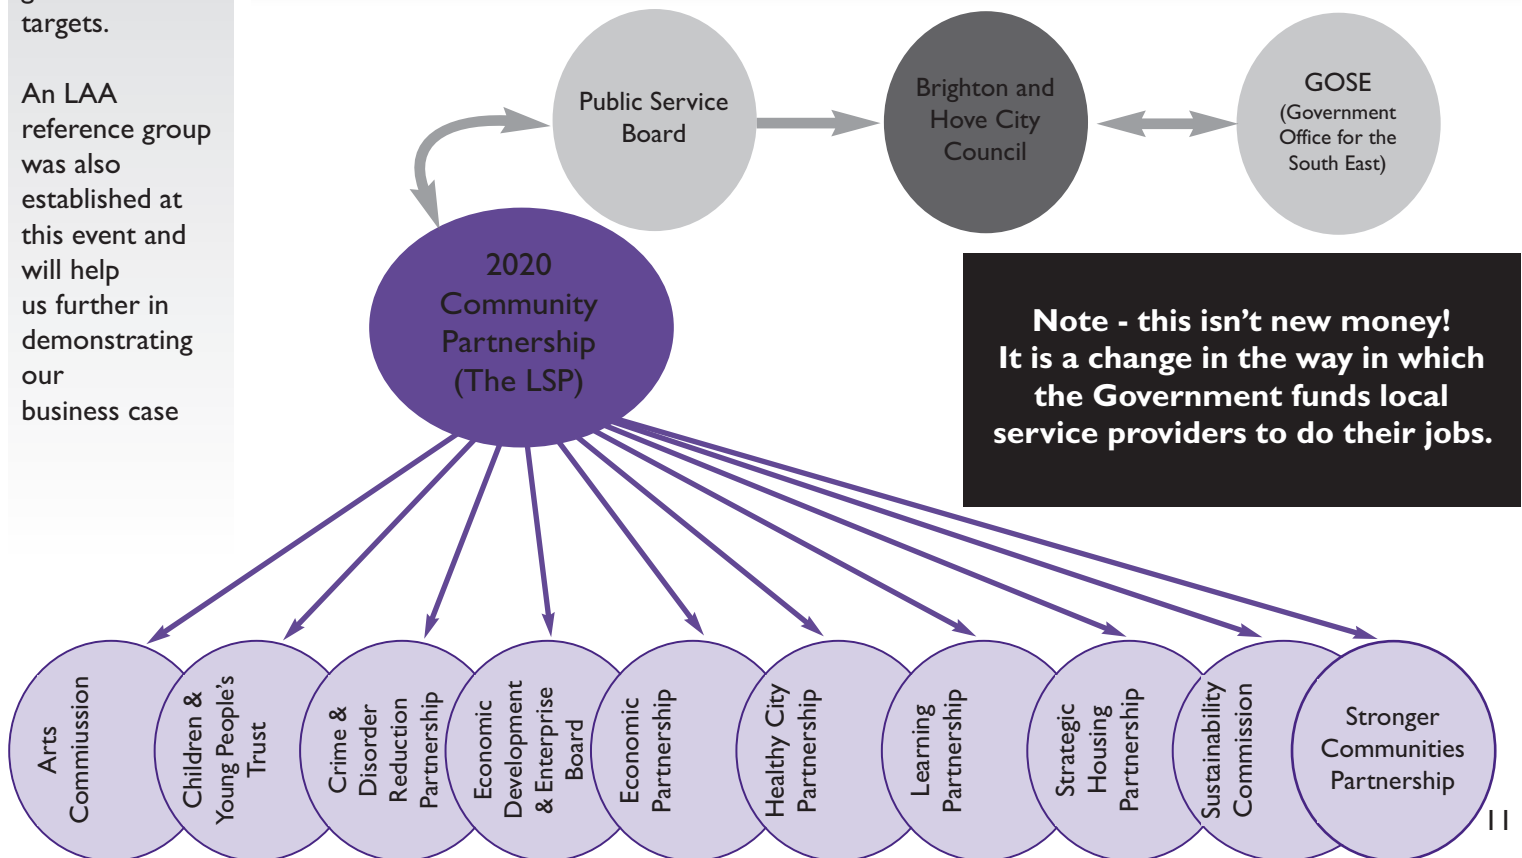 targets.
An LAA
reference group
was also
established at
this event and
will help
us further in
demonstrating
our
business case
Public Service
Board
Brighton and
Hove City
Council
GOSE
(Government
Office for the
South East)
2020
Community
Partnership
(The LSP)
Note - this isn’t new money!
It is a change in the way in which
the Government funds local
service providers to do their jobs.
Arts
Commiussion
Children &
Young People’s
Trust
Crime &
Disorder
Reduction
Partnership
Economic
Development
& Enterprise
Board
Economic
Partnership
Healthy City
Partnership
Learning
Partnership
Strategic
Housing
Partnership
Sustainability
Commission
Stronger
Communities
Partnership
11